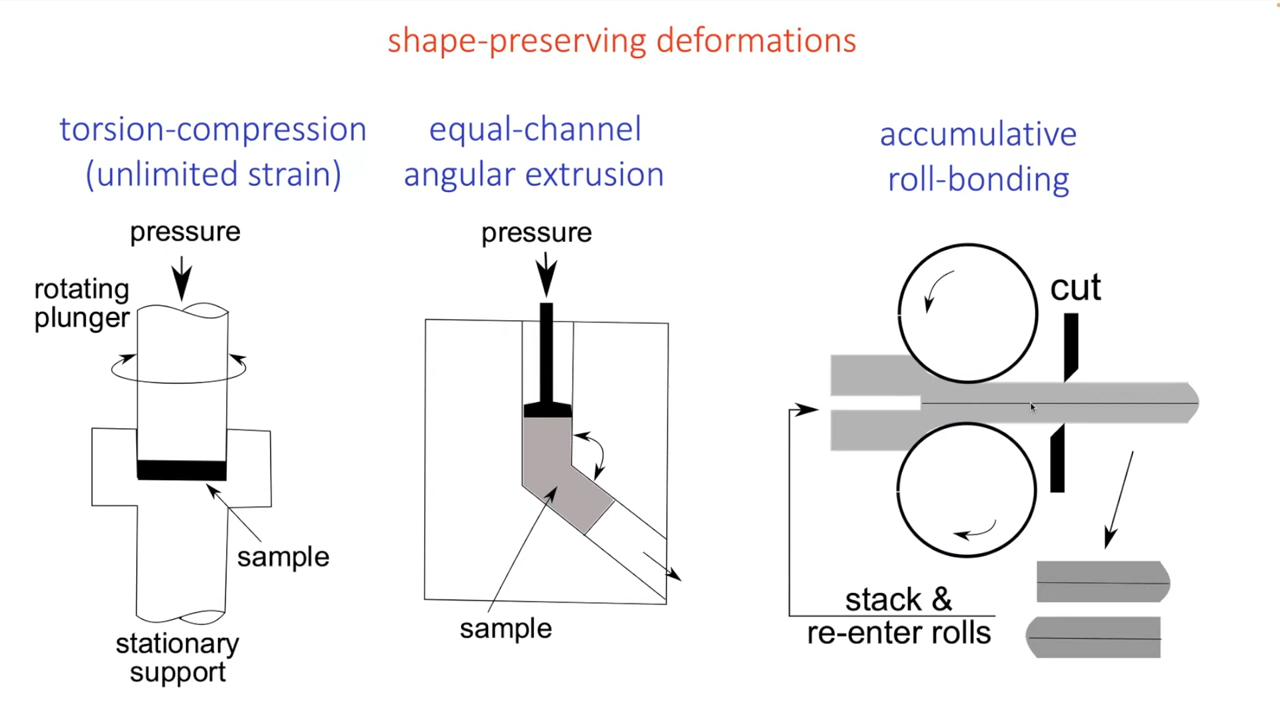 shape-preserving deformations
torsion-compression
(unlimited strain)
pressure
rotating
plunger
sample
stationary
support
equal-channel
angular extrusion
pressure
sample
accumulative
roll-bonding
cut
stack &
re-enter rolls